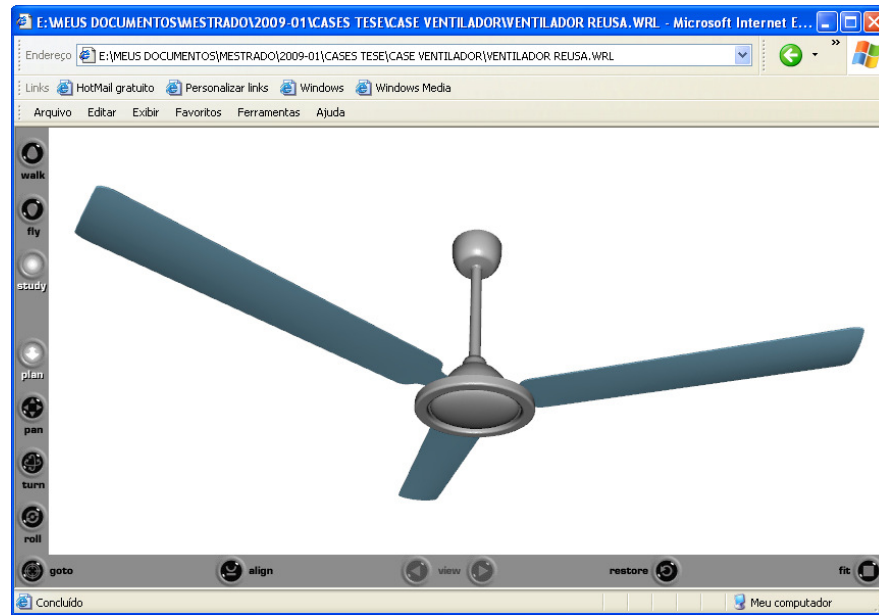 E:\MEUS DOCUMENTOS\MESTRADO\2009-01\CASES TESE\CASE VENTILADOR\VENTILADOR REUSA.WRL - Microsoft Internet E...
Endereço E:\MEUS DOCUMENTOS\MESTRADO\2009-01\CASES TESE\CASE VENTILADOR\VENTILADOR REUSA.WRL
Links HotMail gratuito Personalizar links Windows Windows Media
Arquivo Editar Exibir Favoritos Ferramentas Ajuda
walk
fly
study
plan
pan
turn
roll
goto align view restore fit
Concluído Meu computador